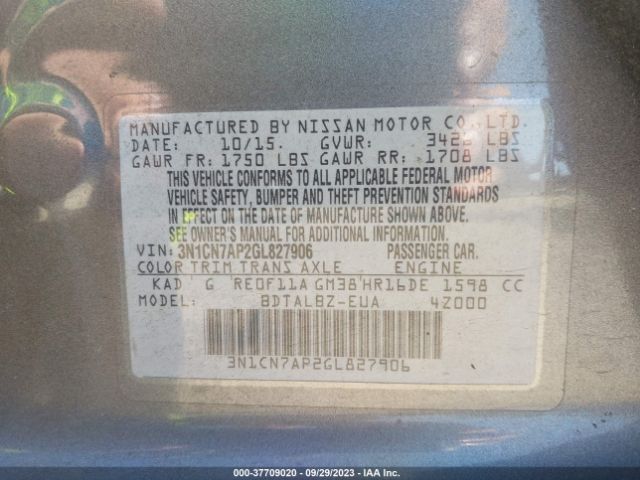 MANUFACTURED BY NISSAN MOTOR CO., LTD.
DATE: 10/15. GVWR: 3422 LBS
GAWR FR: 1750 LBS GAWR RR: 1708 LBS
THIS VEHICLE CONFORMS TO ALL APPLICABLE FEDERAL MOTOR
VEHICLE SAFETY, BUMPER AND THEFT PREVENTION STANDARDS
IN EFFECT ON THE DATE OF MANUFACTURE SHOWN ABOVE.
SEE OWNER'S MANUAL FOR ADDITIONAL INFORMATION.
VIN: 3N1CN7AP2GL827906 PASSENGER CAR.
COLOR TRIM TRANS AXLE ENGINE
KAD G RE0F11A GM38 HR16DE 1598 CC
MODEL: BDTALBZ-EUA 4Z000
3N1CN7AP2GL827906
000-37709020 - 09/29/2023 - IAA Inc.